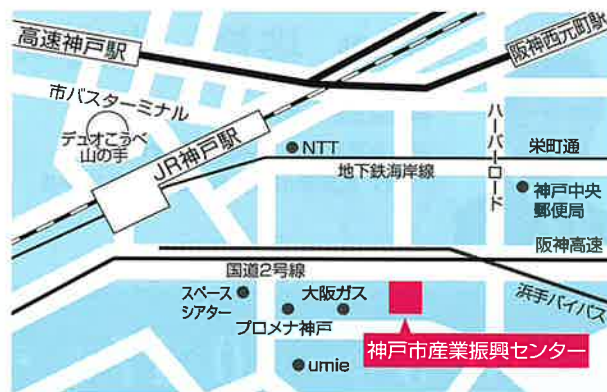 高速神戸駅
阪神西元町駅
市バスターミナル
デュオこうべ
山の手
JR神戸駅
NTT
ハーバーロード
栄町通
地下鉄海岸線
神戸中央
郵便局
阪神高速
国道2号線
スペース
シアター
大阪ガス
浜手バイパス
プロメナ神戸
神戸市産業振興センター
umie